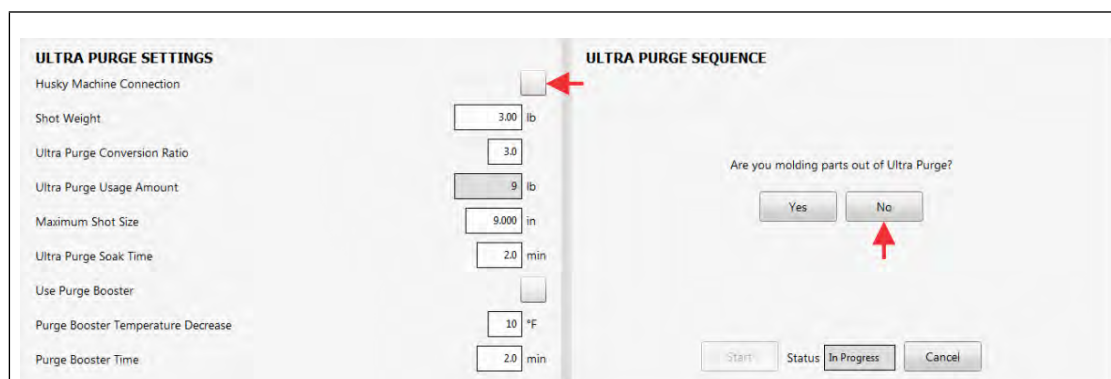 ULTRA PURGE SETTINGS
Husky Machine Connection
Shot Weight 3.00 lb
Ultra Purge Conversion Ratio 3.0
Ultra Purge Usage Amount 9 lb
Maximum Shot Size 9.000 in
Ultra Purge Soak Time 2.0 min
Use Purge Booster
Purge Booster Temperature Decrease 10 °F
Purge Booster Time 2.0 min
ULTRA PURGE SEQUENCE
Are you molding parts out of Ultra Purge?
Yes No
Start Status In Progress Cancel